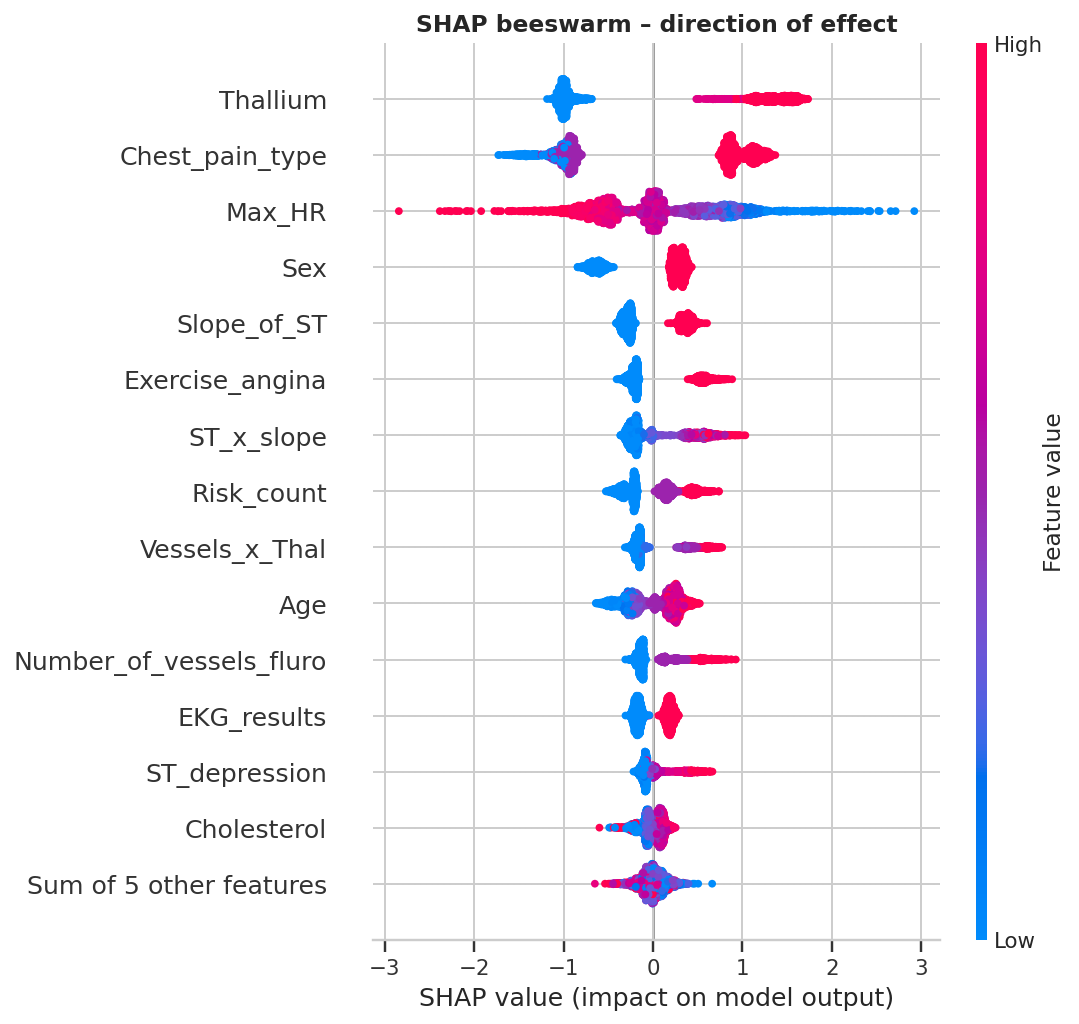 SHAP beeswarm – direction of effect
High
Thallium
Chest_pain_type
Max_HR
Sex
Slope_of_ST
Exercise_angina
ST_x_slope
Risk_count
Vessels_x_Thal
Age
Number_of_vessels_fluro
EKG_results
ST_depression
Cholesterol
Sum of 5 other features
Feature value
Low
−3 −2 −1 0 1 2 3
SHAP value (impact on model output)